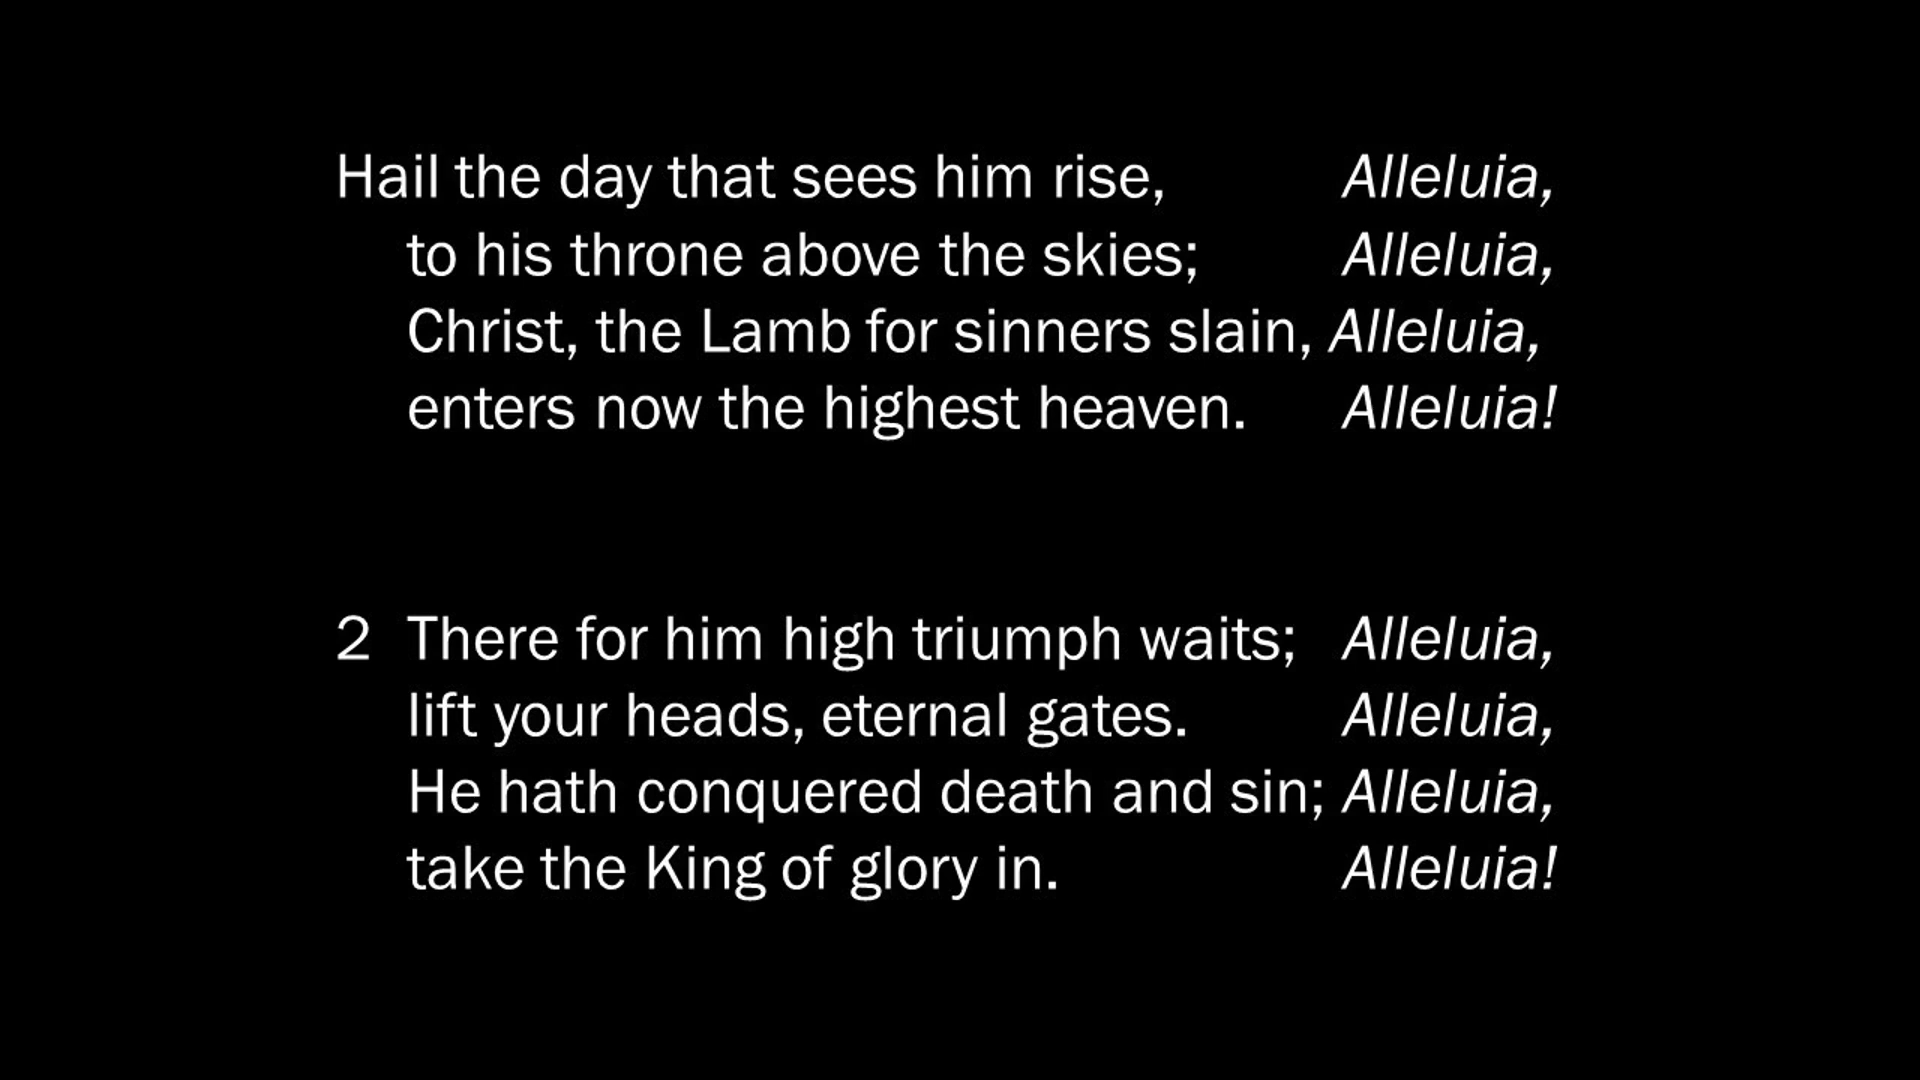 Hail the day that sees him rise, Alleluia,
to his throne above the skies; Alleluia,
Christ, the Lamb for sinners slain, Alleluia,
enters now the highest heaven. Alleluia!
2 There for him high triumph waits; Alleluia,
lift your heads, eternal gates. Alleluia,
He hath conquered death and sin; Alleluia,
take the King of glory in. Alleluia!